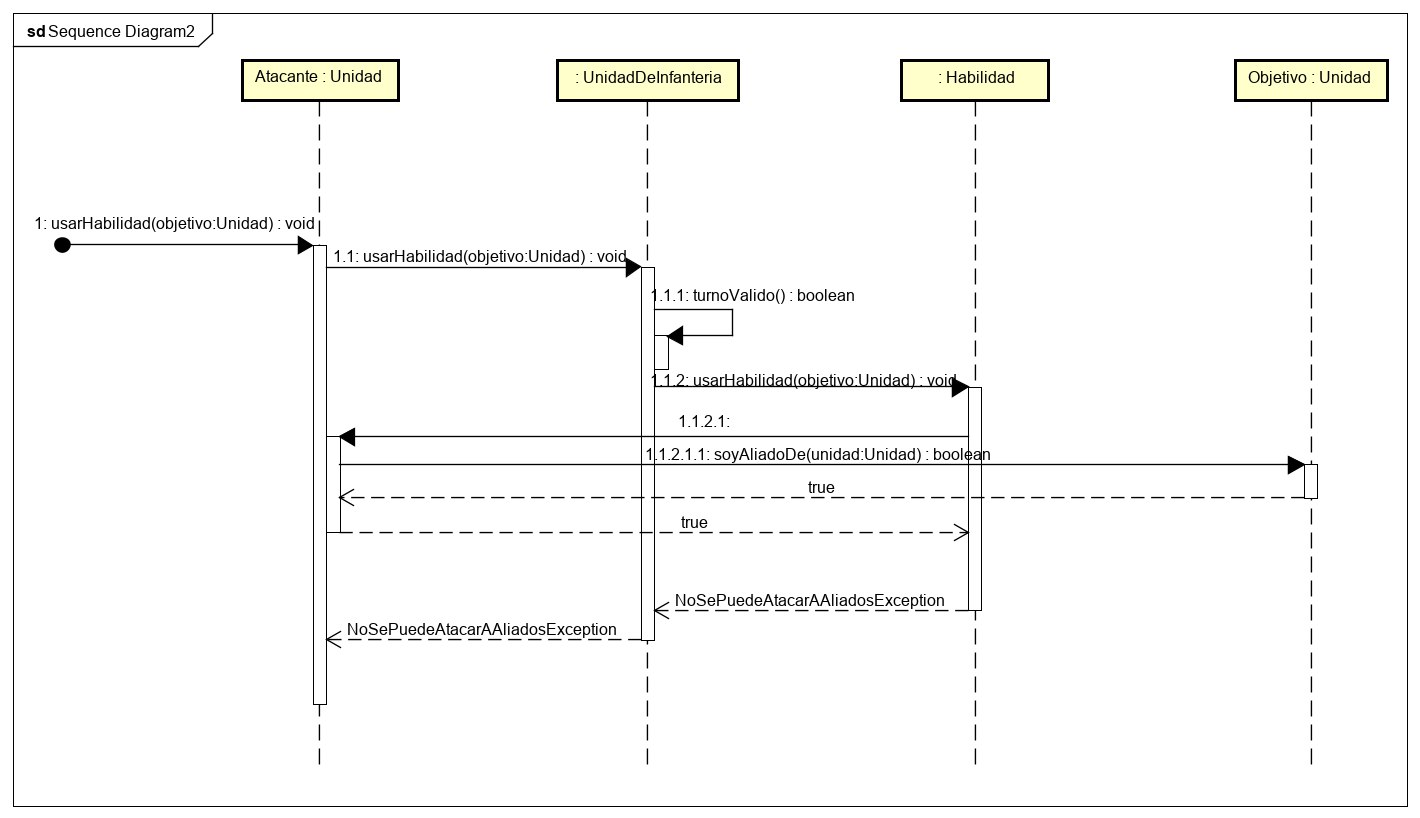 sd Sequence Diagram2
Atacante : Unidad
: UnidadDeInfanteria
: Habilidad
Objetivo : Unidad
1: usarHabilidad(objetivo:Unidad) : void
1.1: usarHabilidad(objetivo:Unidad) : void
1.1.1: turnoValido() : boolean
1.1.2: usarHabilidad(objetivo:Unidad) : void
1.1.2.1:
1.1.2.1.1: soyAliadoDe(unidad:Unidad) : boolean
true
true
NoSePuedeAtacarAAliadosException
NoSePuedeAtacarAAliadosException